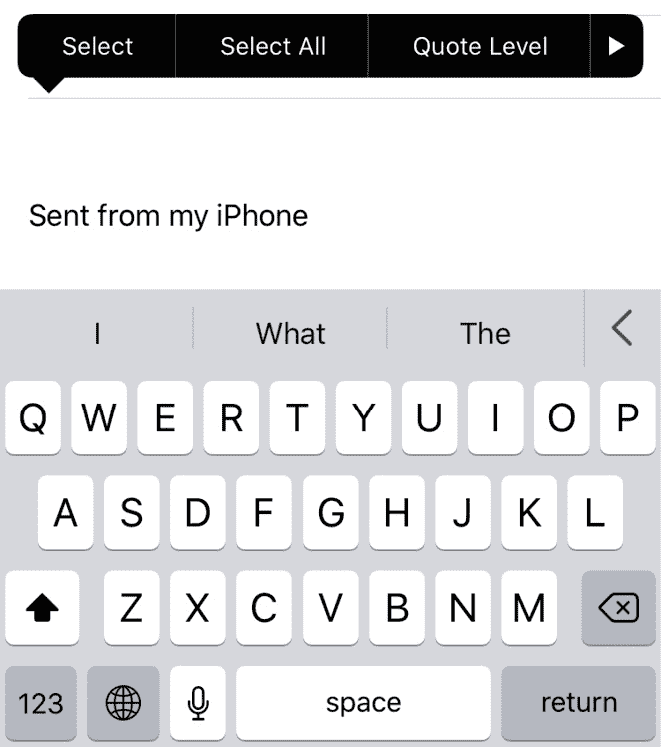 Select Select All Quote Level
Sent from my iPhone
I What The
Q W E R T Y U I O P
A S D F G H J K L
Z X C V B N M
123 space return